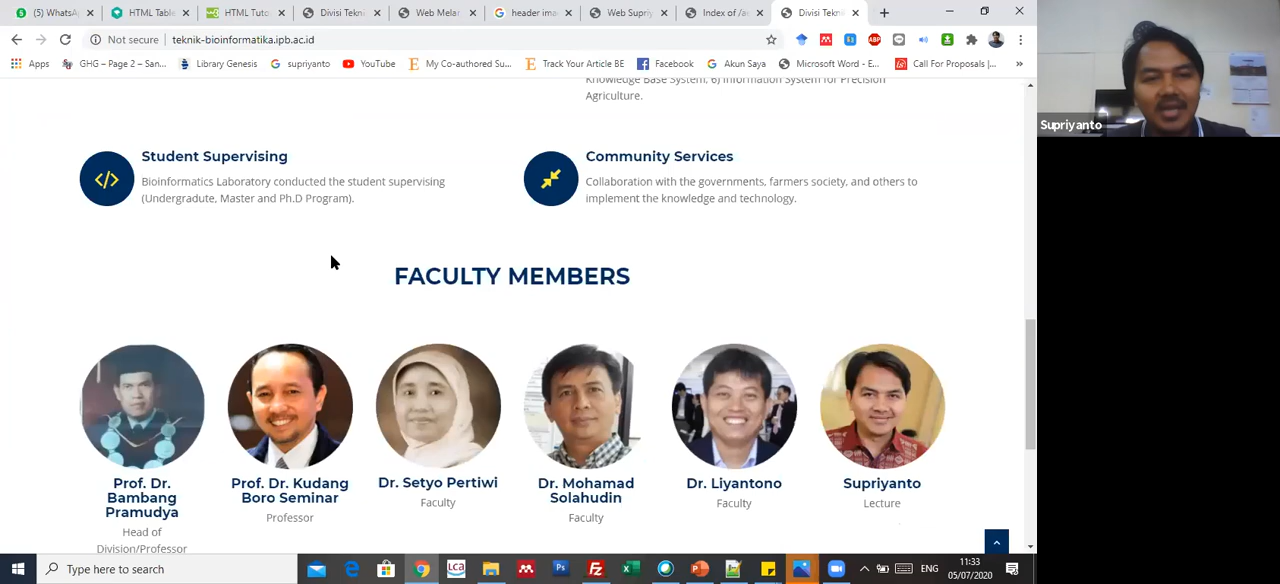 (5) WhatsA
HTML Table
HTML Tuto
Divisi Tekni
Web Melar
header ima
Web Supriy
Index of /a
Divisi Tekn
Not secure teknik-bioinformatika.ipb.ac.id
Apps GHG – Page 2 – San... Library Genesis supriyanto YouTube My Co-authored Su... Track Your Article BE Facebook Akun Saya Microsoft Word - E... Call For Proposals |... »
Knowledge Base System, 6) Information System for Precision
Agriculture.
Student Supervising
Bioinformatics Laboratory conducted the student supervising
(Undergradute, Master and Ph.D Program).
Community Services
Collaboration with the governments, farmers society. and others to
implement the knowledge and technology.
FACULTY MEMBERS
Prof. Dr.
Bambang
Pramudya
Head of
Division/Professor
Prof. Dr. Kudang
Boro Seminar
Professor
Dr. Setyo Pertiwi
Faculty
Dr. Mohamad
Solahudin
Faculty
Dr. Liyantono
Faculty
Supriyanto
Lecture
Supriyanto
Type here to search
ENG
11:33
05/07/2020